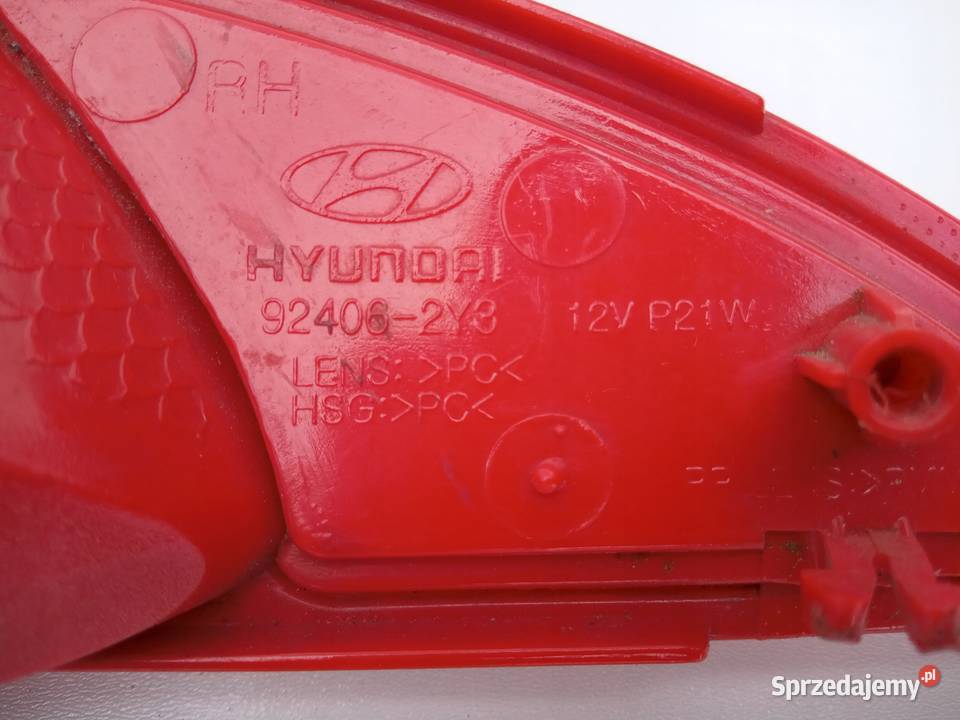 RH
HYUNDAI
92406-2Y3 12V P21W
LENS:>PC<
HSG:>PC<
Sprzedajemy.pl